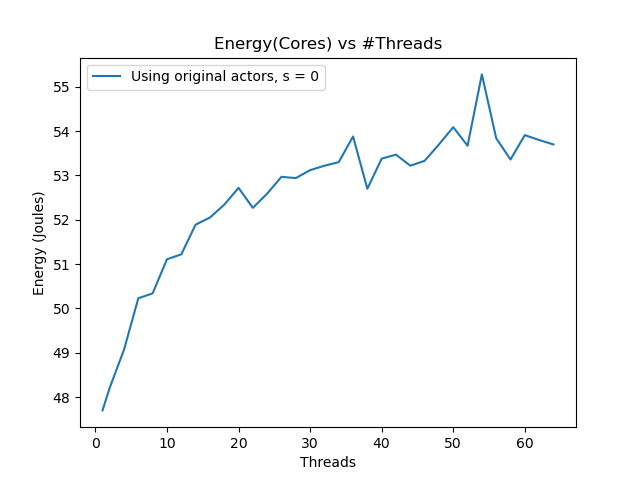 Energy(Cores) vs #Threads
Using original actors, s = 0
Energy (Joules)
55
54
53
52
51
50
49
48
0 10 20 30 40 50 60
Threads